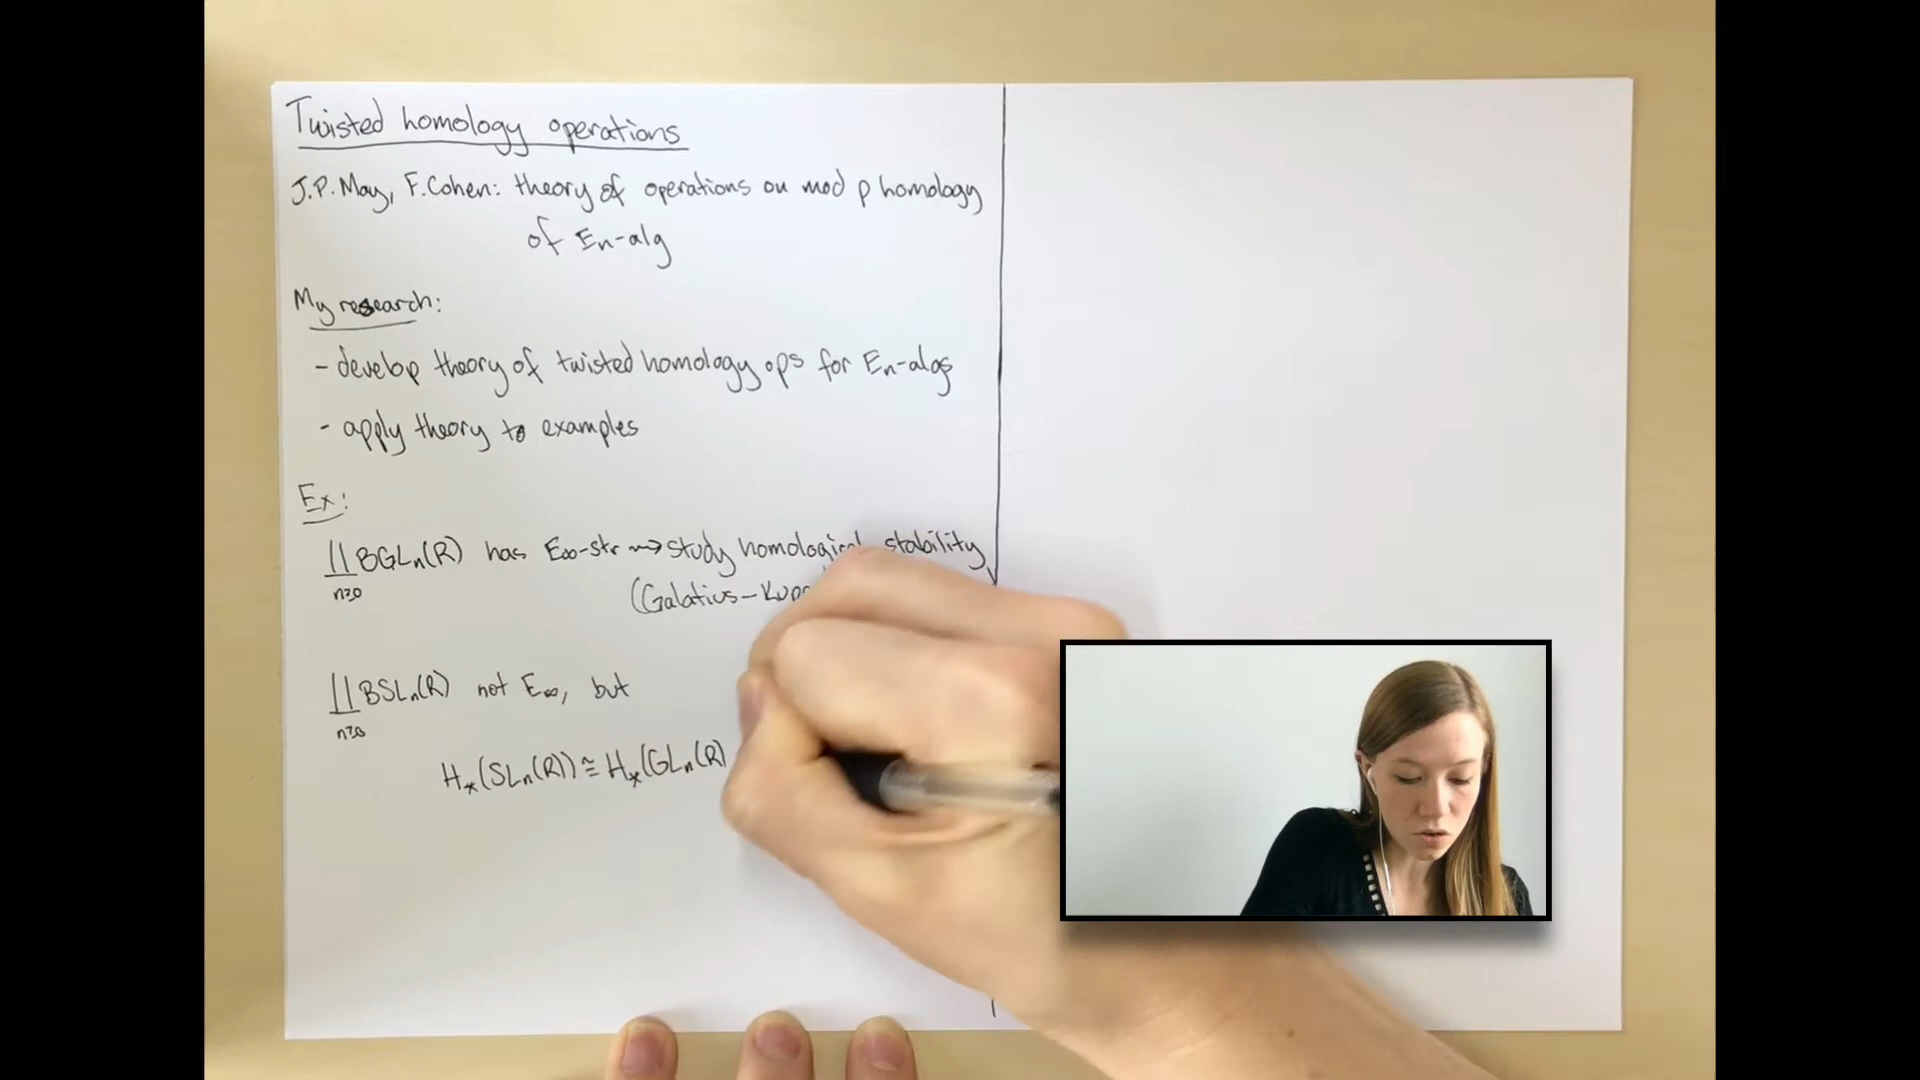 Twisted homology operations
J.P. May, F. Cohen: theory of operations on mod p homology
of En-alg
My research:
- develop theory of twisted homology ops for En-algs
- apply theory to examples
Ex:
∐ BGLn(R) has E∞-str ⇝ study homological stability
n≥0
(Galatius-Kup
∐ BSLn(R) not E∞, but
n≥0
H*(SLn(R)) ≅ H*(GLn(R)